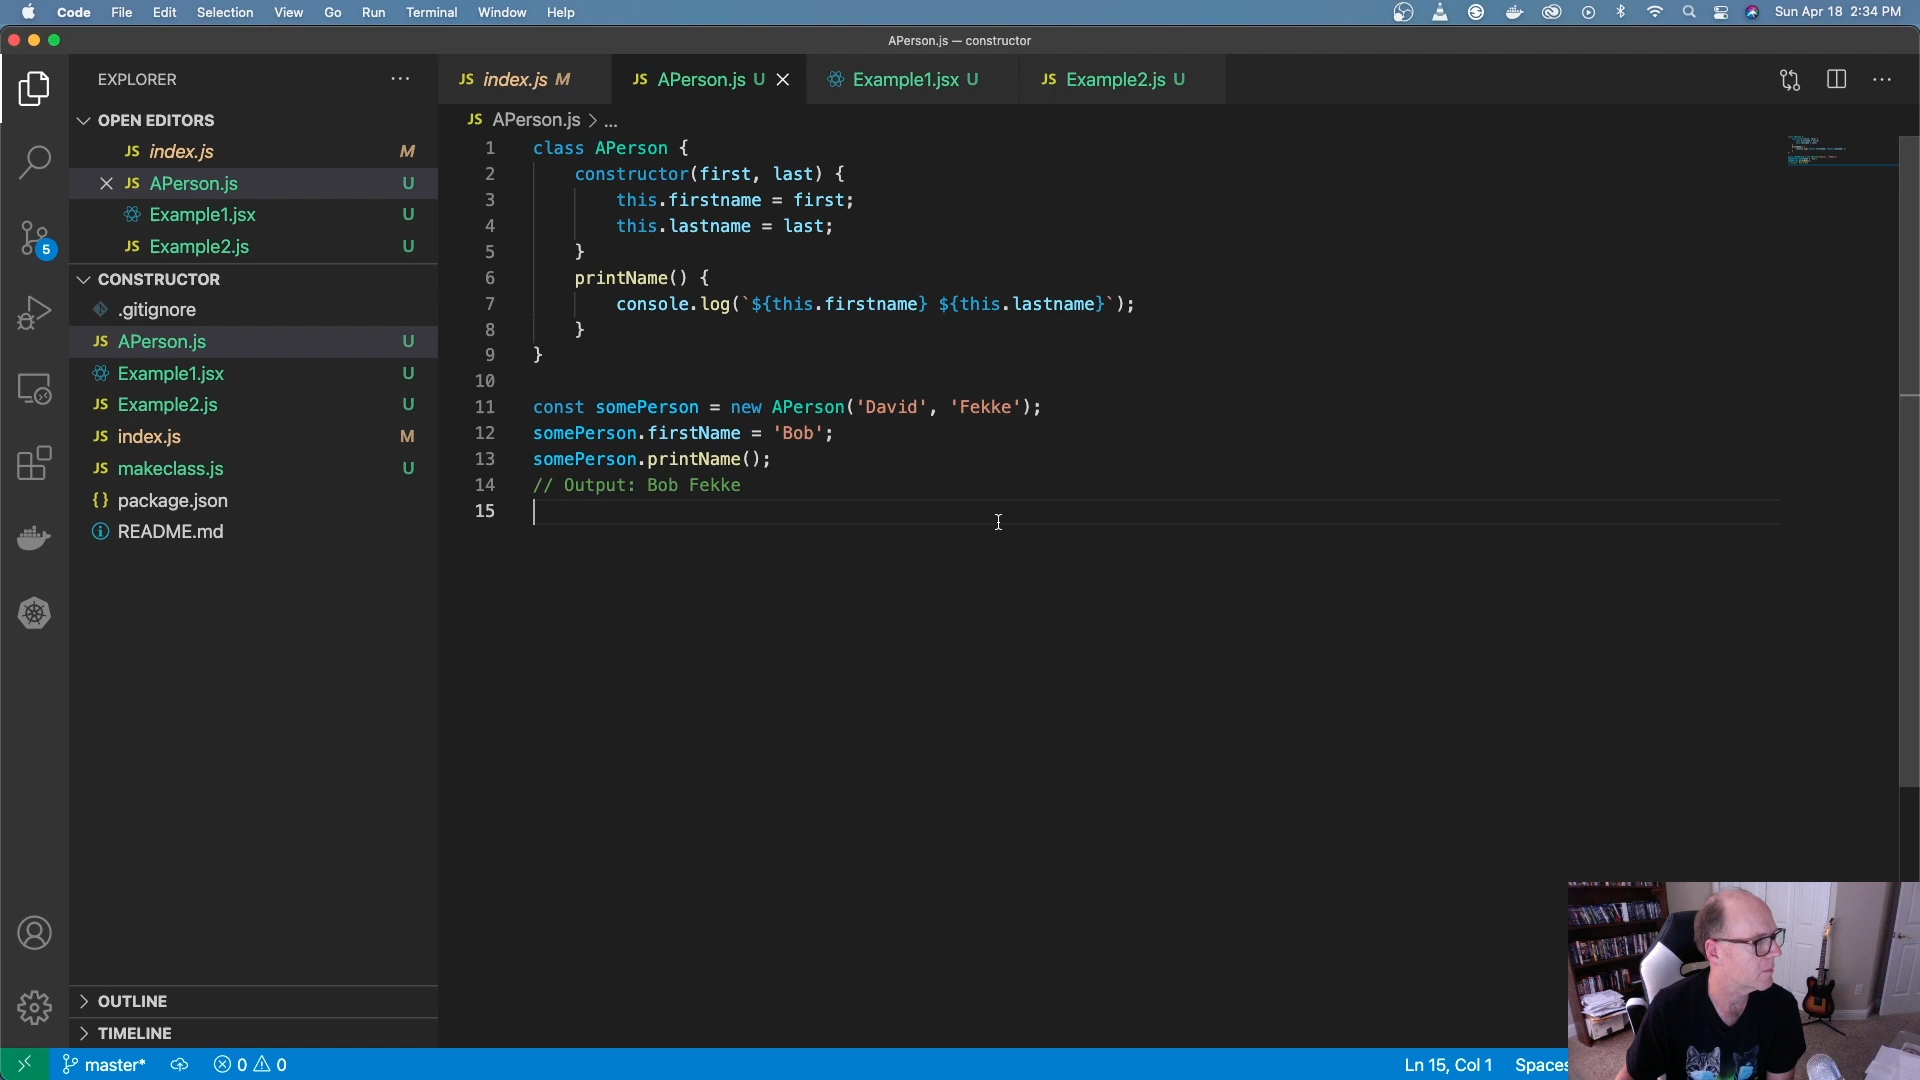 Code File Edit Selection View Go Run Terminal Window Help Sun Apr 18 2:34 PM
APerson.js — constructor
EXPLORER
OPEN EDITORS
JS index.js M
JS APerson.js U
Example1.jsx U
JS Example2.js U
CONSTRUCTOR
.gitignore
JS APerson.js U
Example1.jsx U
JS Example2.js U
JS index.js M
JS makeclass.js U
{} package.json
README.md
5
OUTLINE
TIMELINE
JS index.js M JS APerson.js U Example1.jsx U JS Example2.js U
JS APerson.js > ...
1 class APerson {
2 constructor(first, last) {
3 this.firstname = first;
4 this.lastname = last;
5 }
6 printName() {
7 console.log(`${this.firstname} ${this.lastname}`);
8 }
9 }
10
11 const somePerson = new APerson('David', 'Fekke');
12 somePerson.firstName = 'Bob';
13 somePerson.printName();
14 // Output: Bob Fekke
15
master* 0 0 Ln 15, Col 1 Spaces